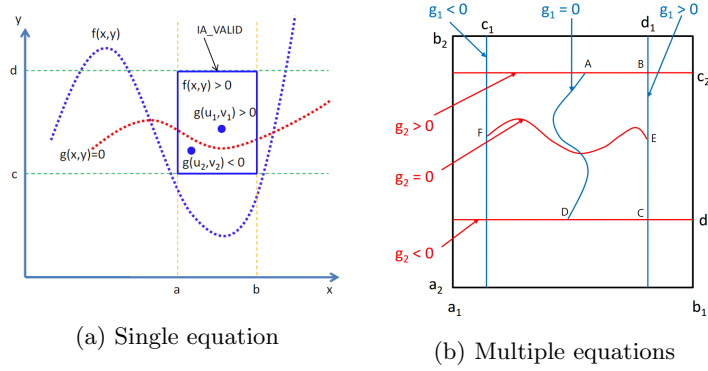 y
f(x,y)
IA_VALID
d
f(x,y) > 0
g(u₁,v₁) > 0
g(x,y)=0
g(u₂,v₂) < 0
c
a
b
x
(a) Single equation
g₁ < 0
c₁
g₁ = 0
d₁
g₁ > 0
b₂
A
B
c₂
g₂ > 0
F
E
g₂ = 0
D
C
d
g₂ < 0
a₂
a₁
b₁
(b) Multiple equations